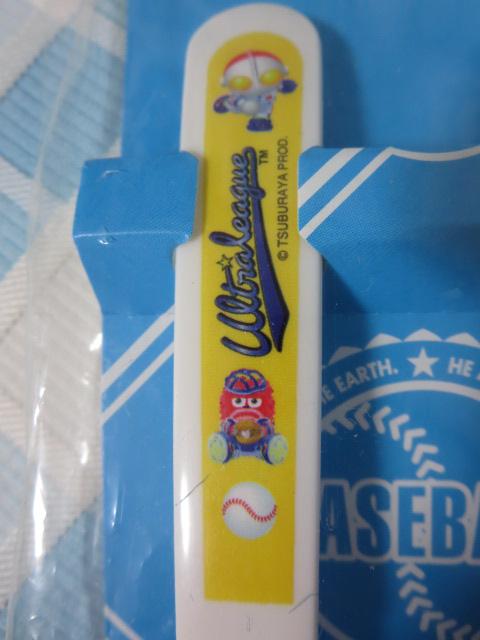 Ultraleague™
© TSUBURAYA PROD.
E EARTH. ★ HE
ASEBA